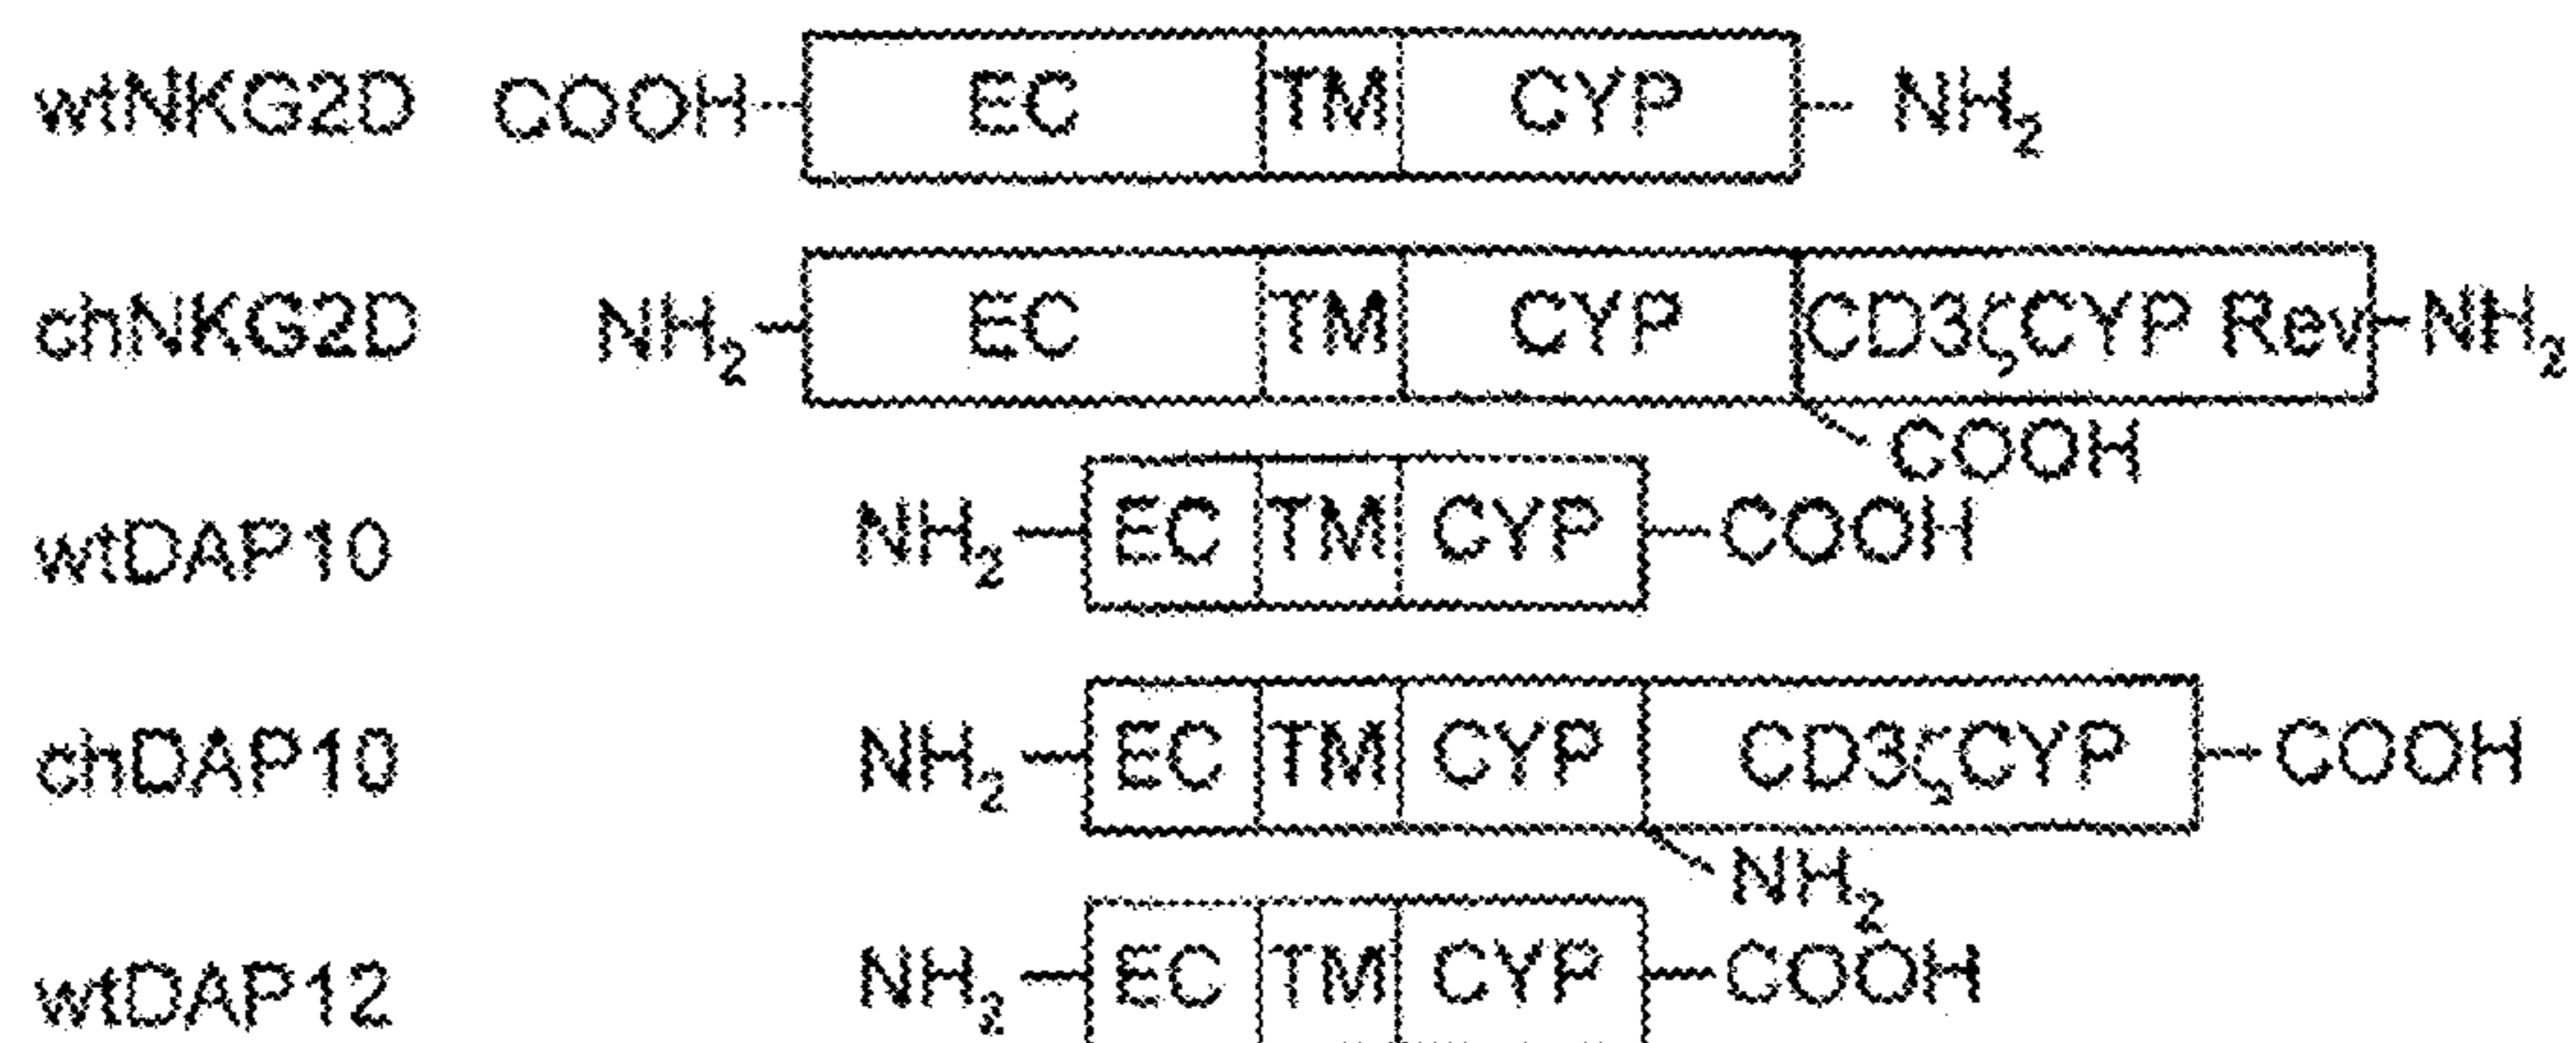 wtNKG2D COOH EC TM CYP NH₂
chNKG2D NH₂ EC TM CYP CD3ζCYP Rev NH₂
COOH
wtDAP10 NH₂ EC TM CYP COOH
chDAP10 NH₂ EC TM CYP CD3ζCYP COOH
NH₂
wtDAP12 NH₂ EC TM CYP COOH